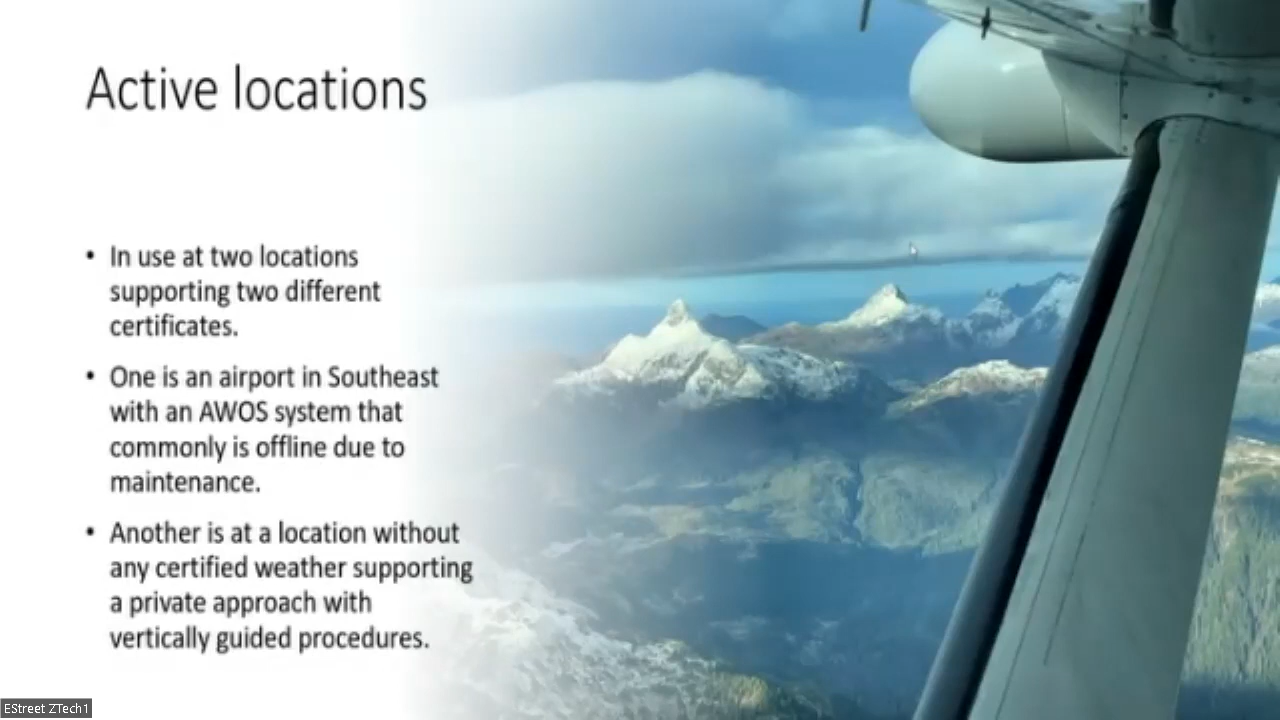 Active locations
• In use at two locations
supporting two different
certificates.
• One is an airport in Southeast
with an AWOS system that
commonly is offline due to
maintenance.
• Another is at a location without
any certified weather supporting
a private approach with
vertically guided procedures.
EStreet ZTech1